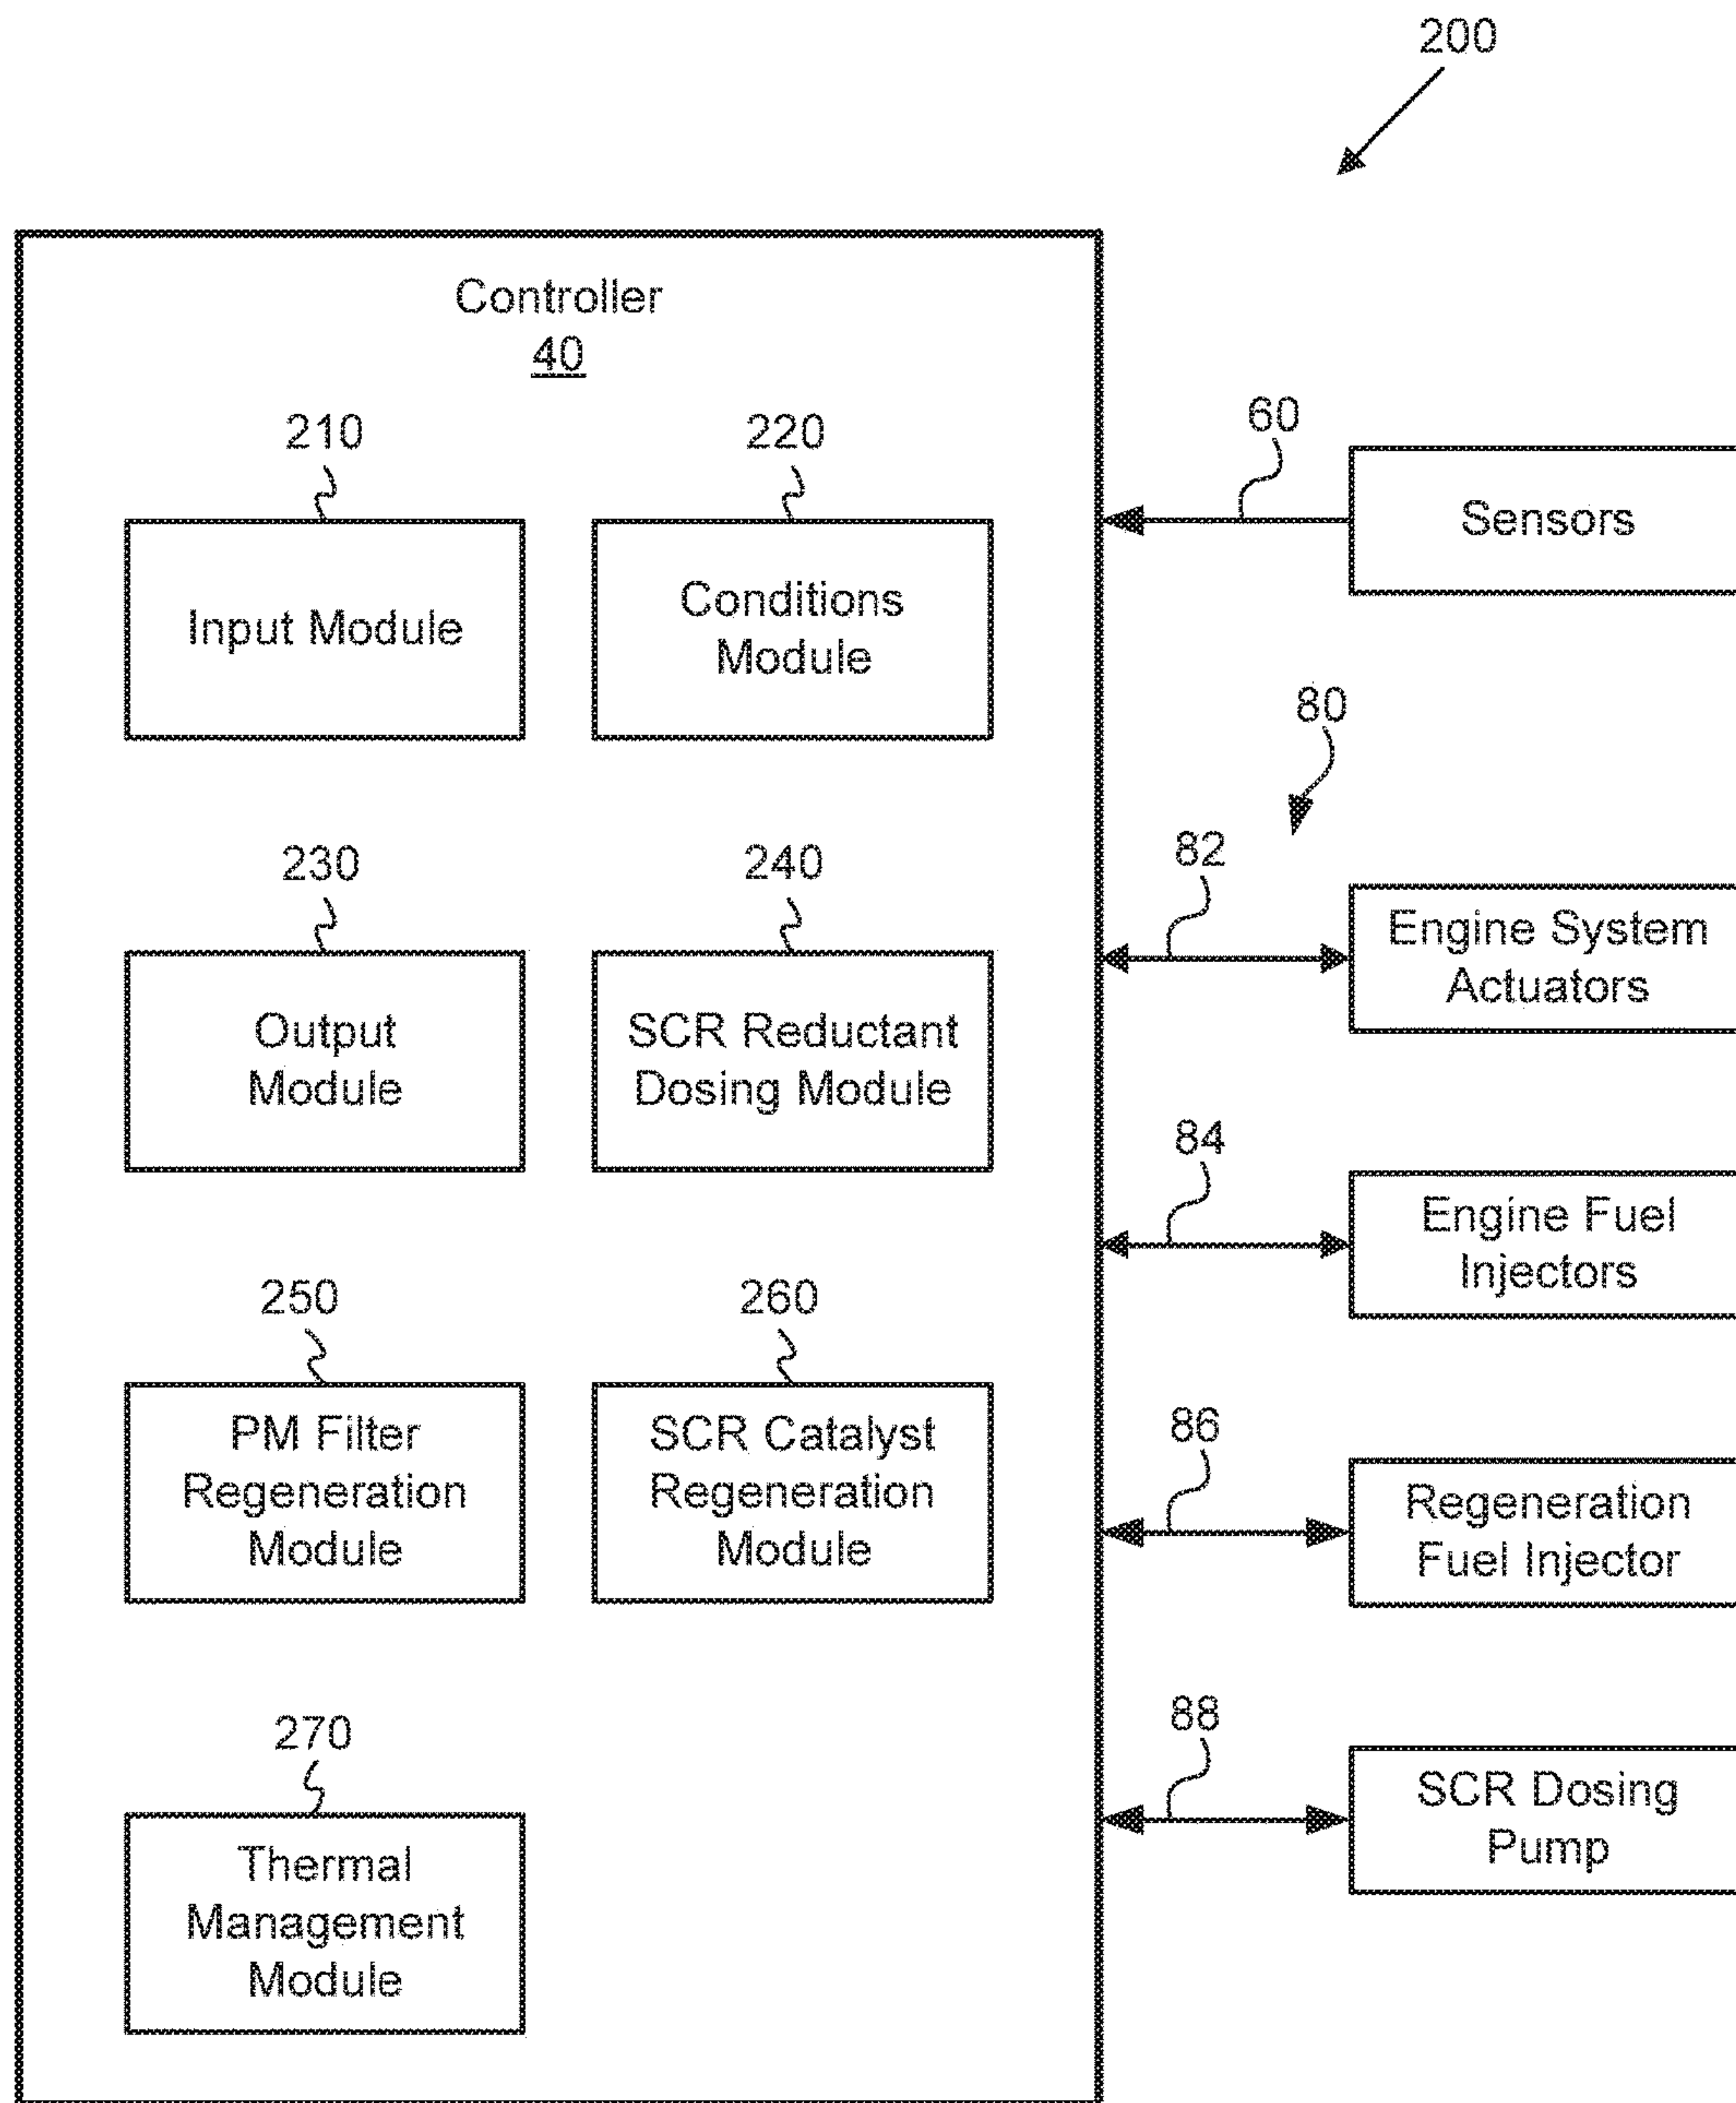 200
Controller
40
210
220
60
Input Module
Conditions
Module
Sensors
80
230
240
82
Output
Module
SCR Reductant
Dosing Module
Engine System
Actuators
84
Engine Fuel
Injectors
250
260
86
PM Filter
Regeneration
Module
SCR Catalyst
Regeneration
Module
Regeneration
Fuel Injector
270
88
Thermal
Management
Module
SCR Dosing
Pump